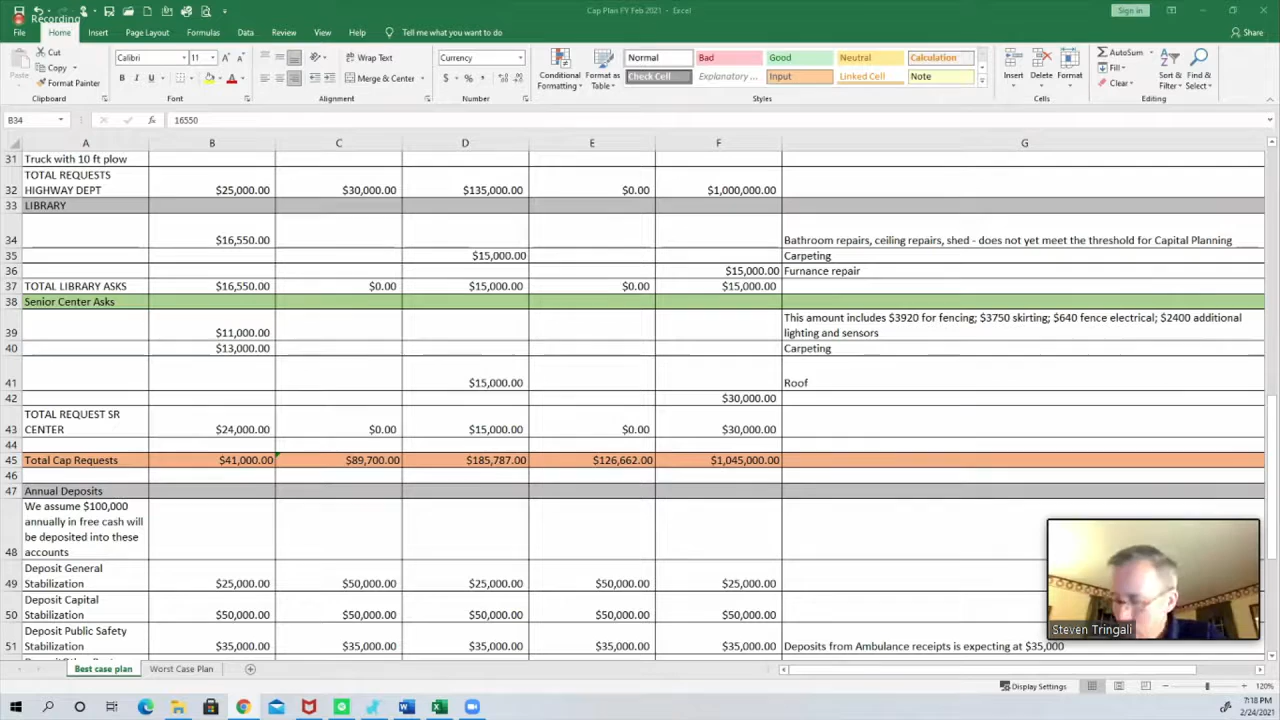 Recording
Cap Plan FY Feb 2021 - Excel
Sign in
File Home Insert Page Layout Formulas Data Review View Help Tell me what you want to do Share
Cut
Copy
Format Painter
Paste
Clipboard
Calibri 11
B I U
Font
Wrap Text
Merge & Center
Alignment
Currency
$ % ,
Number
Conditional Formatting
Format as Table
Normal Bad Good Neutral Calculation
Check Cell Explanatory ... Input Linked Cell Note
Styles
Insert Delete Format
Cells
AutoSum
Fill
Clear
Sort & Filter
Find & Select
Editing
B34 fx 16550
A B C D E F G
31 Truck with 10 ft plow
TOTAL REQUESTS
32 HIGHWAY DEPT $25,000.00 $30,000.00 $135,000.00 $0.00 $1,000,000.00
33 LIBRARY
34 $16,550.00 Bathroom repairs, ceiling repairs, shed - does not yet meet the threshold for Capital Planning
35 $15,000.00 Carpeting
36 $15,000.00 Furnance repair
37 TOTAL LIBRARY ASKS $16,550.00 $0.00 $15,000.00 $0.00 $15,000.00
38 Senior Center Asks
This amount includes $3920 for fencing; $3750 skirting; $640 fence electrical; $2400 additional
39 $11,000.00 lighting and sensors
40 $13,000.00 Carpeting
41 $15,000.00 Roof
42 $30,000.00
TOTAL REQUEST SR
43 CENTER $24,000.00 $0.00 $15,000.00 $0.00 $30,000.00
44
45 Total Cap Requests $41,000.00 $89,700.00 $185,787.00 $126,662.00 $1,045,000.00
46
47 Annual Deposits
We assume $100,000
annually in free cash will
be deposited into these
48 accounts
Deposit General
49 Stabilization $25,000.00 $50,000.00 $25,000.00 $50,000.00 $25,000.00
Deposit Capital
50 Stabilization $50,000.00 $50,000.00 $50,000.00 $50,000.00 $50,000.00
Deposit Public Safety
51 Stabilization $35,000.00 $35,000.00 $35,000.00 $35,000.00 $35,000.00 Deposits from Ambulance receipts is expecting at $35,000
Steven Tringali
Best case plan Worst Case Plan
Display Settings 120%
7:18 PM
2/24/2021